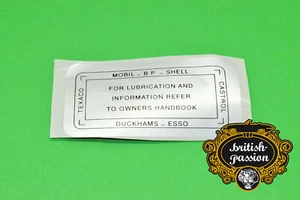 MOBIL - B.P. - SHELL
TEXACO
FOR LUBRICATION AND
INFORMATION REFER
TO OWNERS HANDBOOK
CASTROL
DUCKHAMS - ESSO
british
passion